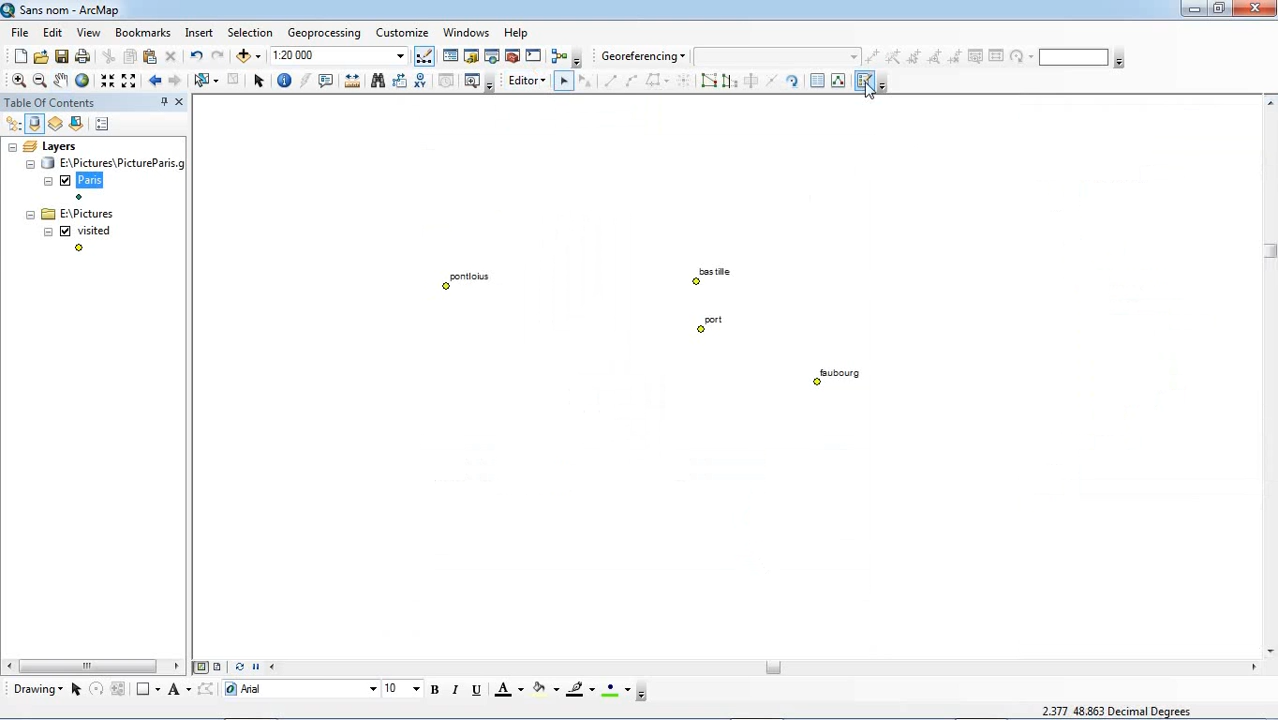 Sans nom - ArcMap
File Edit View Bookmarks Insert Selection Geoprocessing Customize Windows Help
1:20 000 Georeferencing
Editor
Table Of Contents
Layers
E:\Pictures\PictureParis.g
Paris
E:\Pictures
visited
bastille
pontloius
port
faubourg
Drawing A Arial 10 B I U A
2.377 48.863 Decimal Degrees